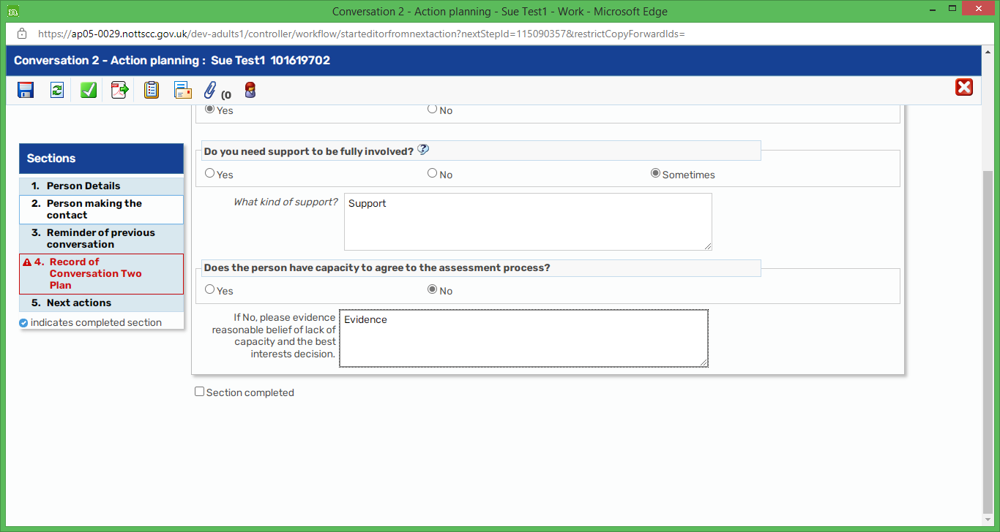 Conversation 2 - Action planning - Sue Test1 - Work - Microsoft Edge
https://ap05-0029.nottscc.gov.uk/dev-adults1/controller/workflow/starteditorfromnextaction?nextStepId=115090357&restrictCopyForwardIds=
Conversation 2 - Action planning : Sue Test1 101619702
(0
Yes No
Sections
1. Person Details
2. Person making the
contact
3. Reminder of previous
conversation
4. Record of
Conversation Two
Plan
5. Next actions
indicates completed section
Do you need support to be fully involved?
Yes No Sometimes
What kind of support? Support
Does the person have capacity to agree to the assessment process?
Yes No
If No, please evidence
reasonable belief of lack of
capacity and the best
interests decision.
Evidence
Section completed